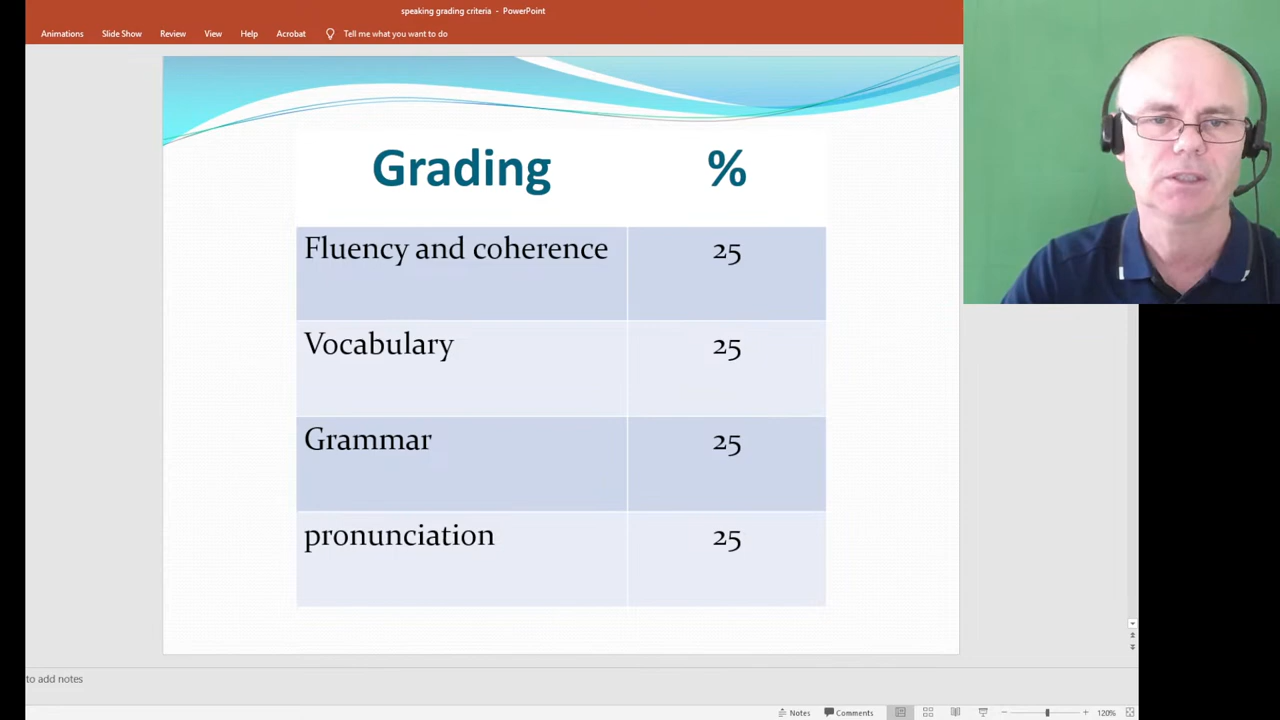 speaking grading criteria - PowerPoint
Animations Slide Show Review View Help Acrobat Tell me what you want to do
Grading %
Fluency and coherence 25
Vocabulary 25
Grammar 25
pronunciation 25
to add notes
Notes Comments 120%